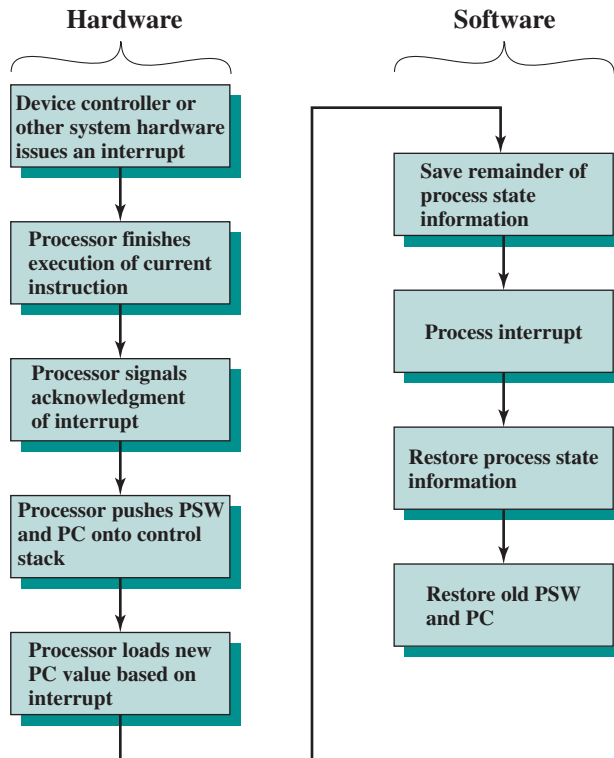 Hardware
Device controller or
other system hardware
issues an interrupt
Processor finishes
execution of current
instruction
Processor signals
acknowledgment
of interrupt
Processor pushes PSW
and PC onto control
stack
Processor loads new
PC value based on
interrupt
Software
Save remainder of
process state
information
Process interrupt
Restore process state
information
Restore old PSW
and PC